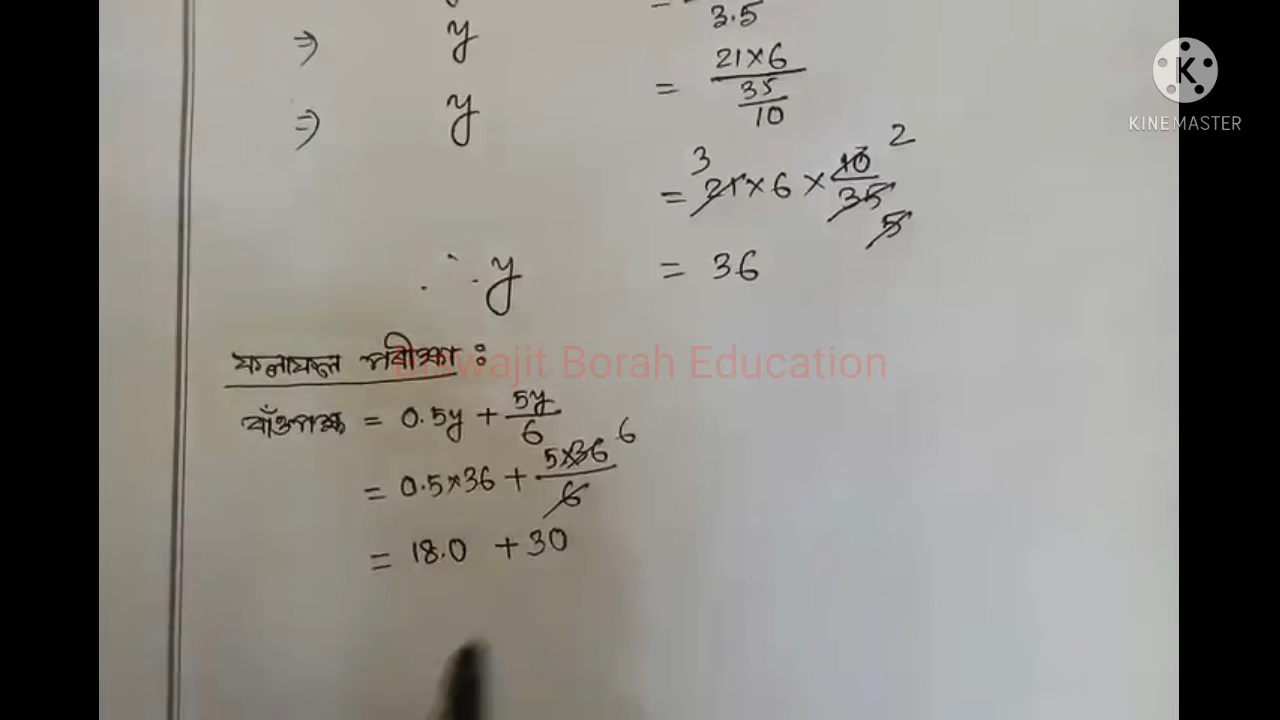 3.5
⇒ y = 21×6 / (35/10)
⇒ y
= 21×6×10/35 3 2 5
∴ y = 36
ফলাফল পৰীক্ষা :
বাঁওপক্ষ = 0.5y + 5y/6
= 0.5×36 + 5×36/6 6
= 18.0 + 30
Biswajit Borah Education
KINEMASTER